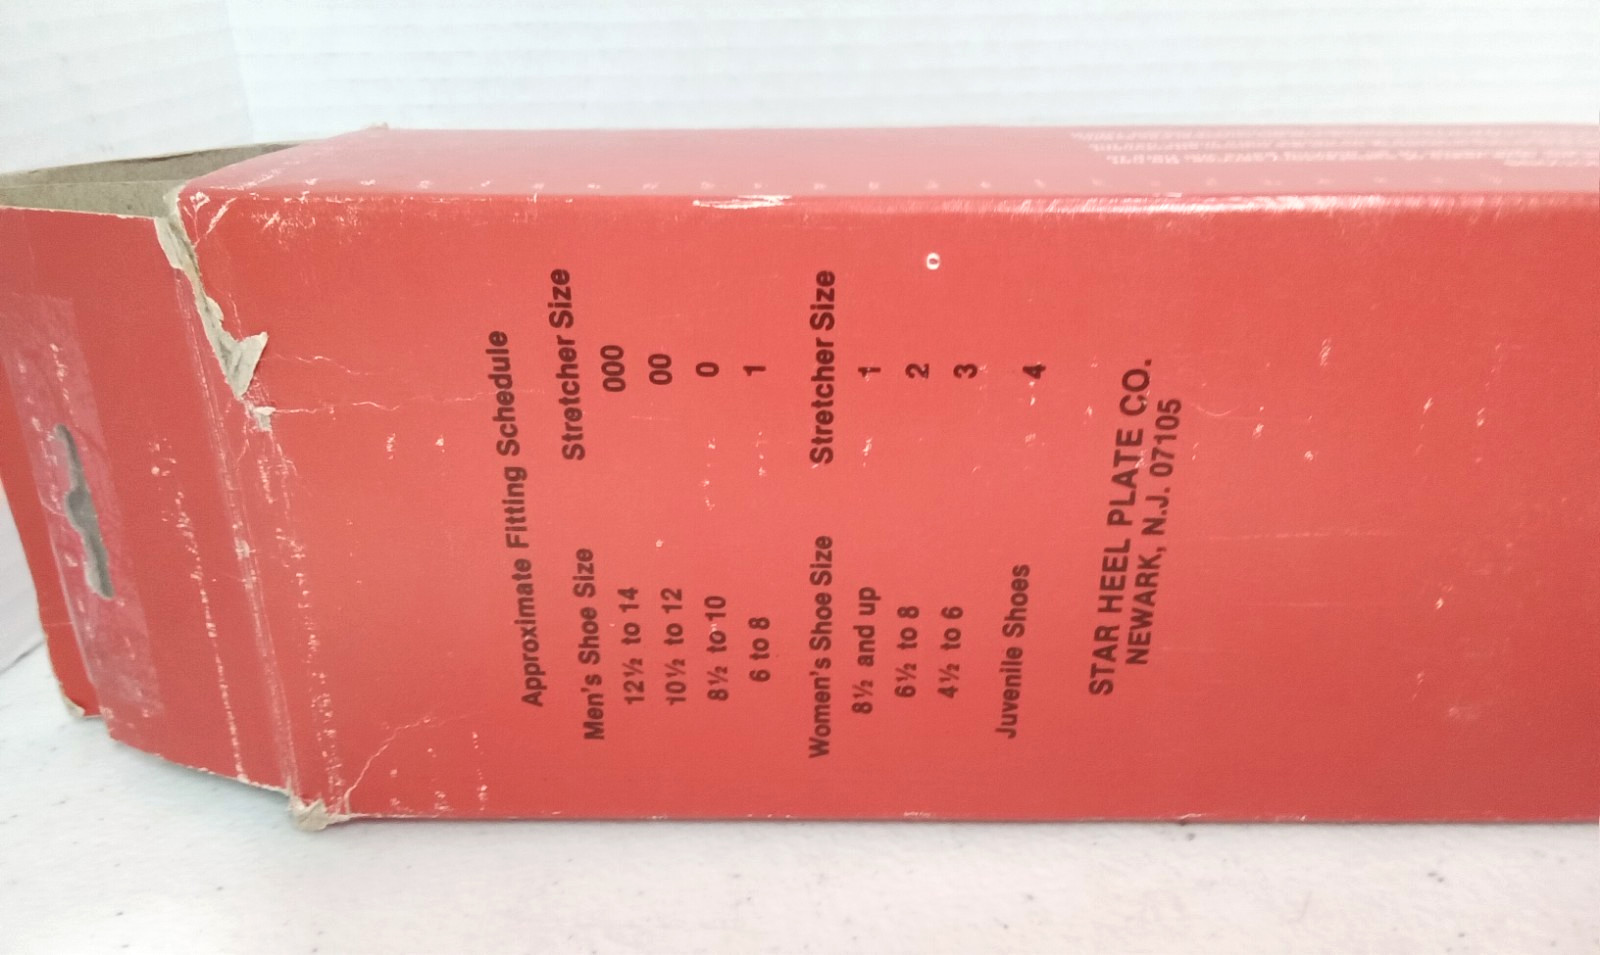 Approximate Fitting Schedule
Men's Shoe Size Stretcher Size
12½ to 14 000
10½ to 12 00
8½ to 10 0
6 to 8 1
Women's Shoe Size Stretcher Size
8½ and up 1
6½ to 8 2
4½ to 6 3
Juvenile Shoes 4
STAR HEEL PLATE CO.
NEWARK, N.J. 07105